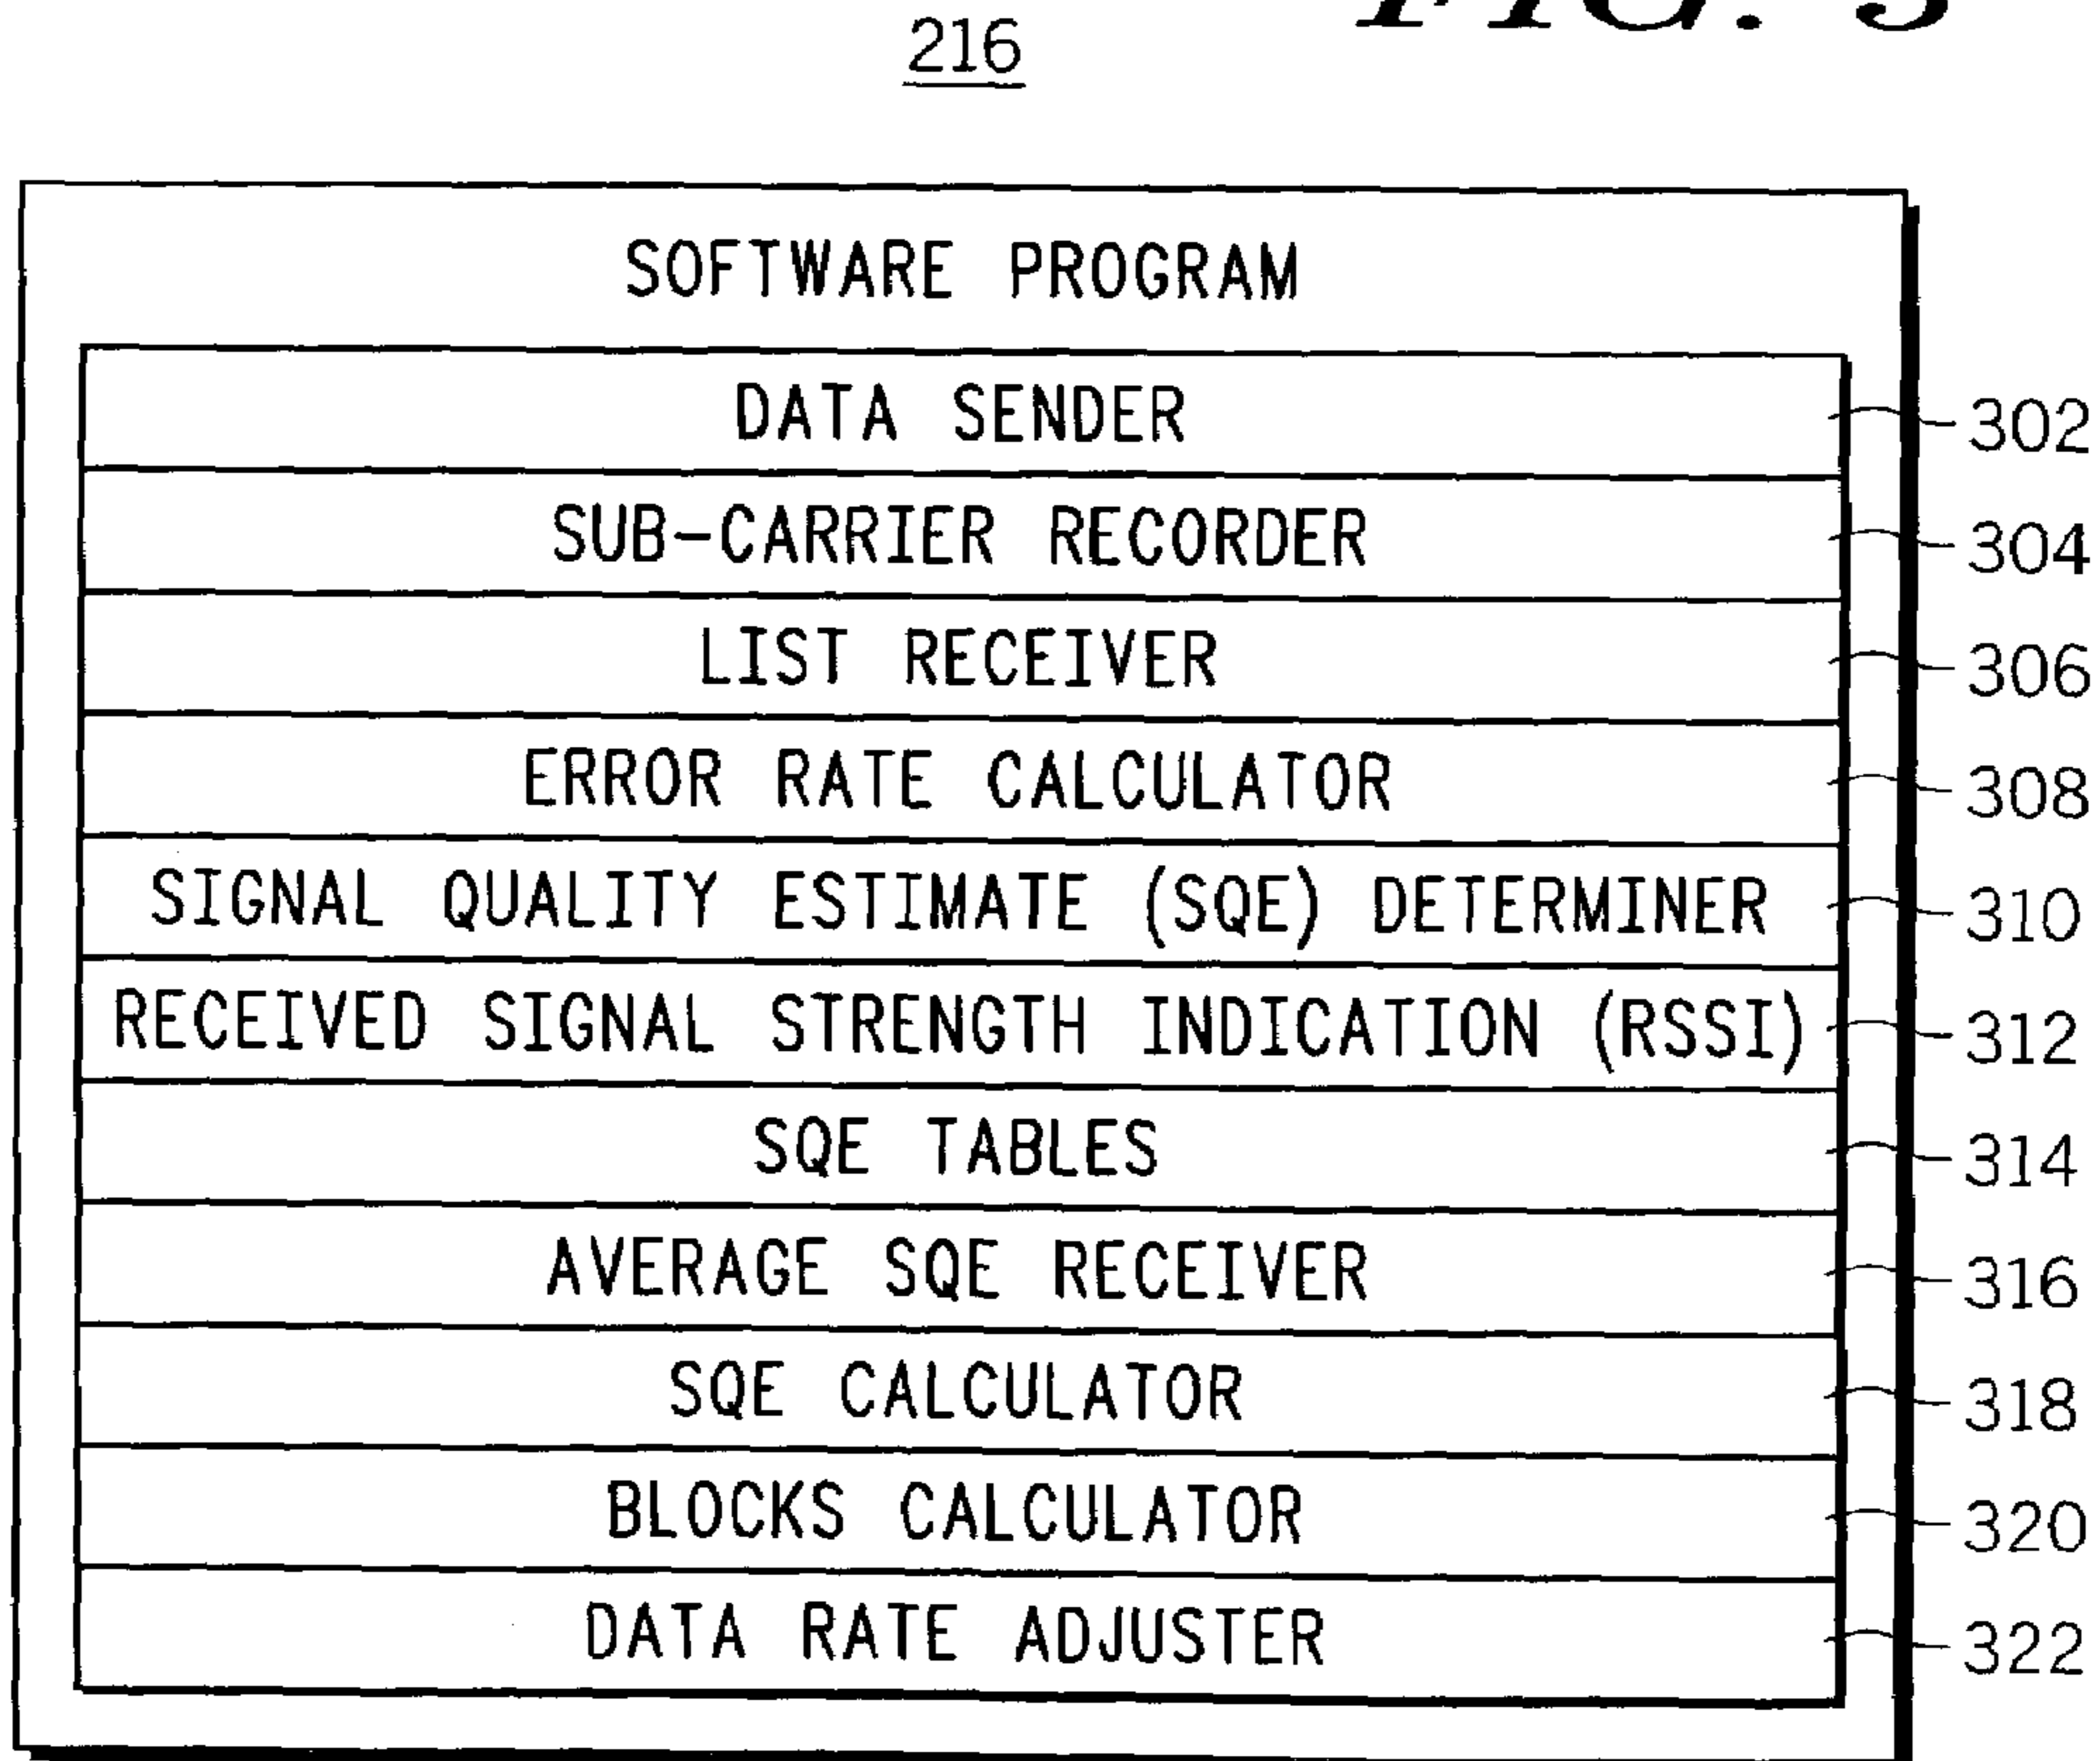 216
SOFTWARE PROGRAM
DATA SENDER 302
SUB-CARRIER RECORDER 304
LIST RECEIVER 306
ERROR RATE CALCULATOR 308
SIGNAL QUALITY ESTIMATE (SQE) DETERMINER 310
RECEIVED SIGNAL STRENGTH INDICATION (RSSI) 312
SQE TABLES 314
AVERAGE SQE RECEIVER 316
SQE CALCULATOR 318
BLOCKS CALCULATOR 320
DATA RATE ADJUSTER 322